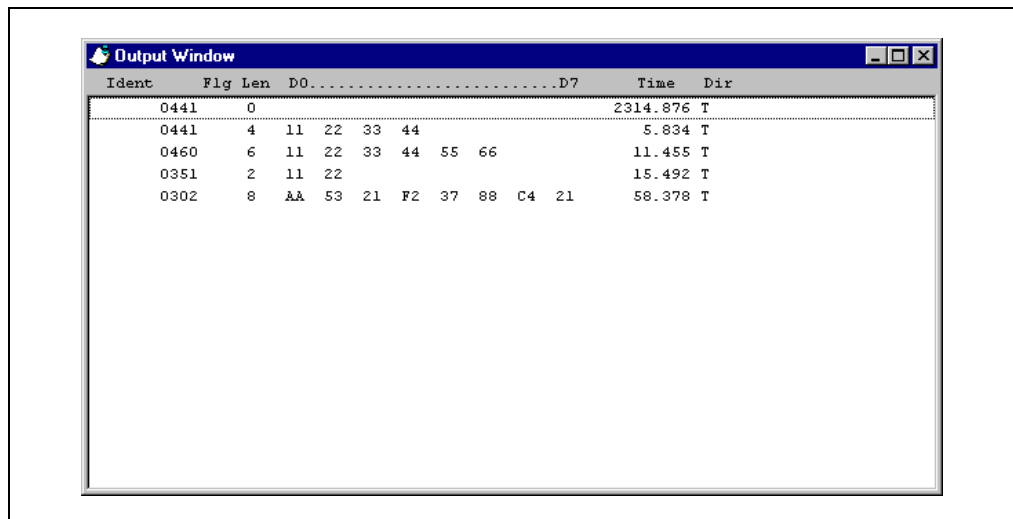 Output Window
Ident Flg Len D0...........................D7 Time Dir
0441 0 2314.876 T
0441 4 11 22 33 44 5.834 T
0460 6 11 22 33 44 55 66 11.455 T
0351 2 11 22 15.492 T
0302 8 AA 53 21 F2 37 88 C4 21 58.378 T